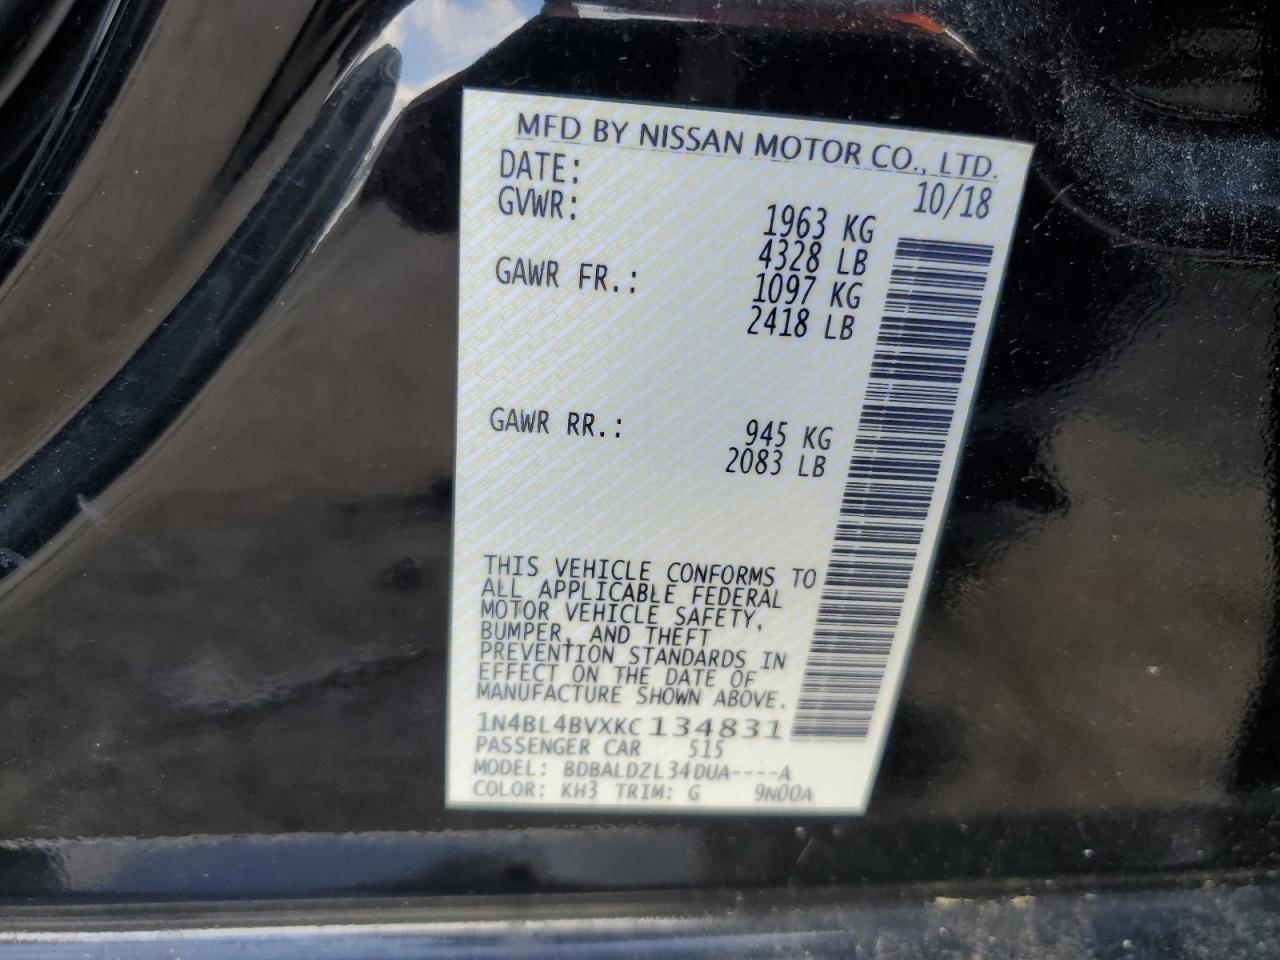 MFD BY NISSAN MOTOR CO., LTD.
DATE: 10/18
GVWR: 1963 KG
4328 LB
GAWR FR.: 1097 KG
2418 LB
GAWR RR.: 945 KG
2083 LB
THIS VEHICLE CONFORMS TO
ALL APPLICABLE FEDERAL
MOTOR VEHICLE SAFETY,
BUMPER, AND THEFT
PREVENTION STANDARDS IN
EFFECT ON THE DATE OF
MANUFACTURE SHOWN ABOVE.
1N4BL4BVXKC134831
PASSENGER CAR 515
MODEL: BDBALDZL34DUA----A
COLOR: KH3 TRIM: G 9N00A